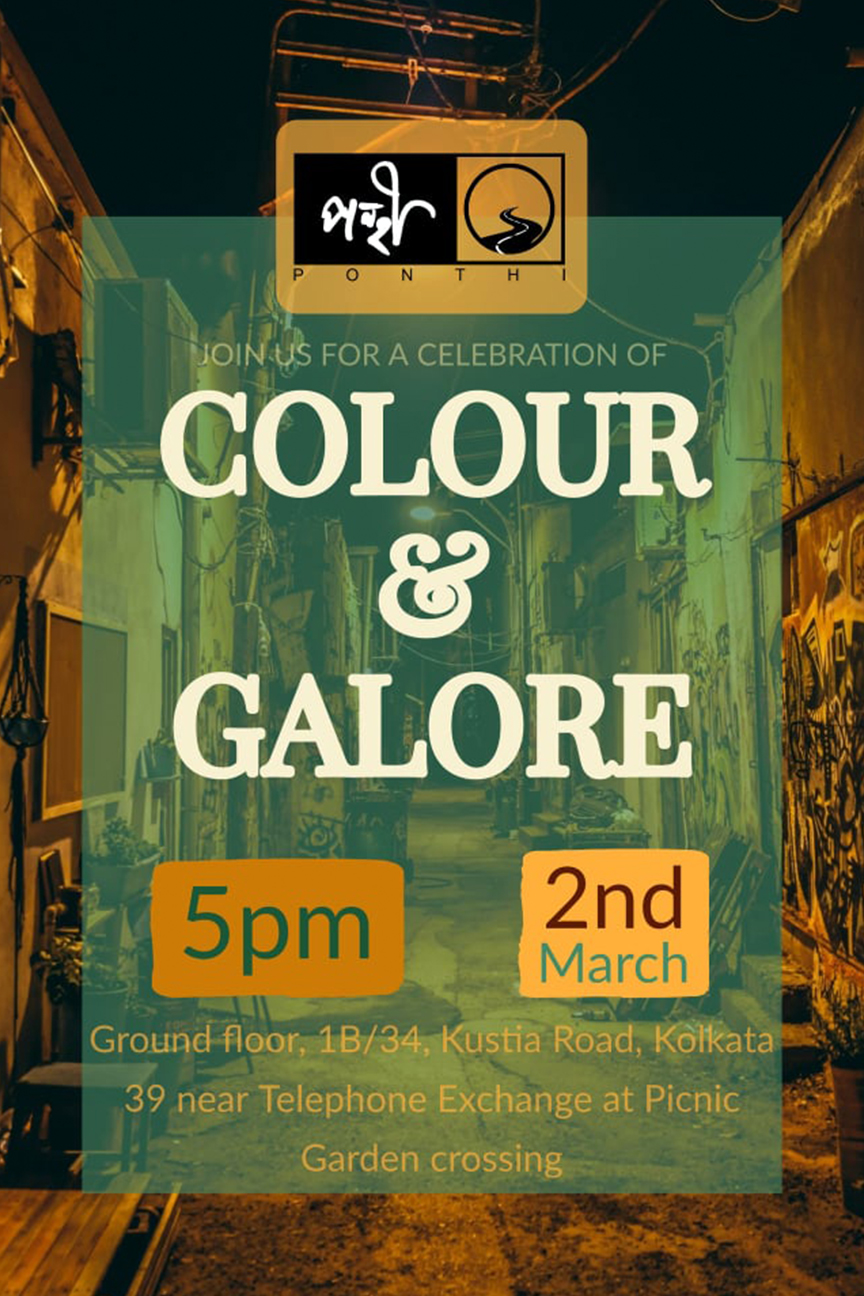 পন্থী
PONTHI
JOIN US FOR A CELEBRATION OF
COLOUR
&
GALORE
5pm
2nd
March
Ground floor, 1B/34, Kustia Road, Kolkata
39 near Telephone Exchange at Picnic
Garden crossing